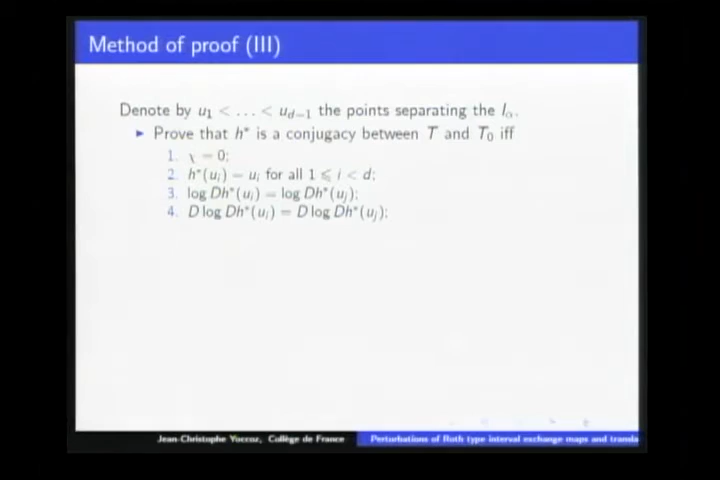 Method of proof (III)
Denote by u₁ < … < u_{d−1} the points separating the I_α.
► Prove that h* is a conjugacy between T and T₀ iff
1. χ = 0;
2. h*(uᵢ) = uᵢ for all 1 ⩽ i < d;
3. log Dh*(uᵢ) = log Dh*(uⱼ);
4. D log Dh*(uᵢ) = D log Dh*(uⱼ);
Jean-Christophe Yoccoz, Collège de France
Perturbations of Roth type interval exchange maps and transla